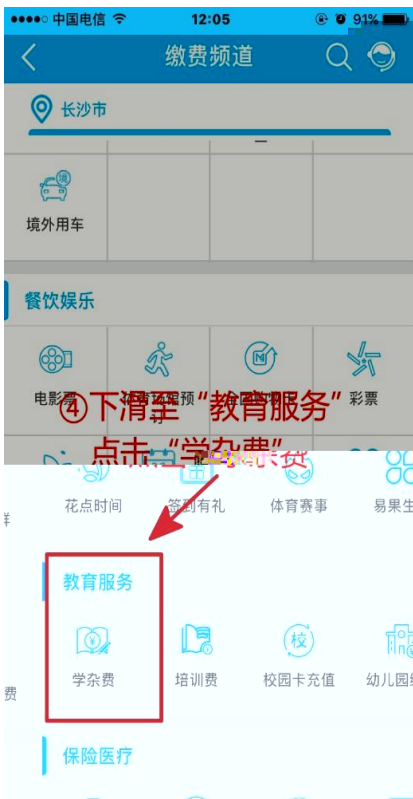 中国电信 12:05 91%
缴费频道
长沙市
境外用车
餐饮娱乐
电影票 彩票
④下滑至“教育服务”
点击“学杂费”
花点时间 签到有礼 体育赛事 易果生
教育服务
费 学杂费 培训费 校园卡充值 幼儿园
保险医疗